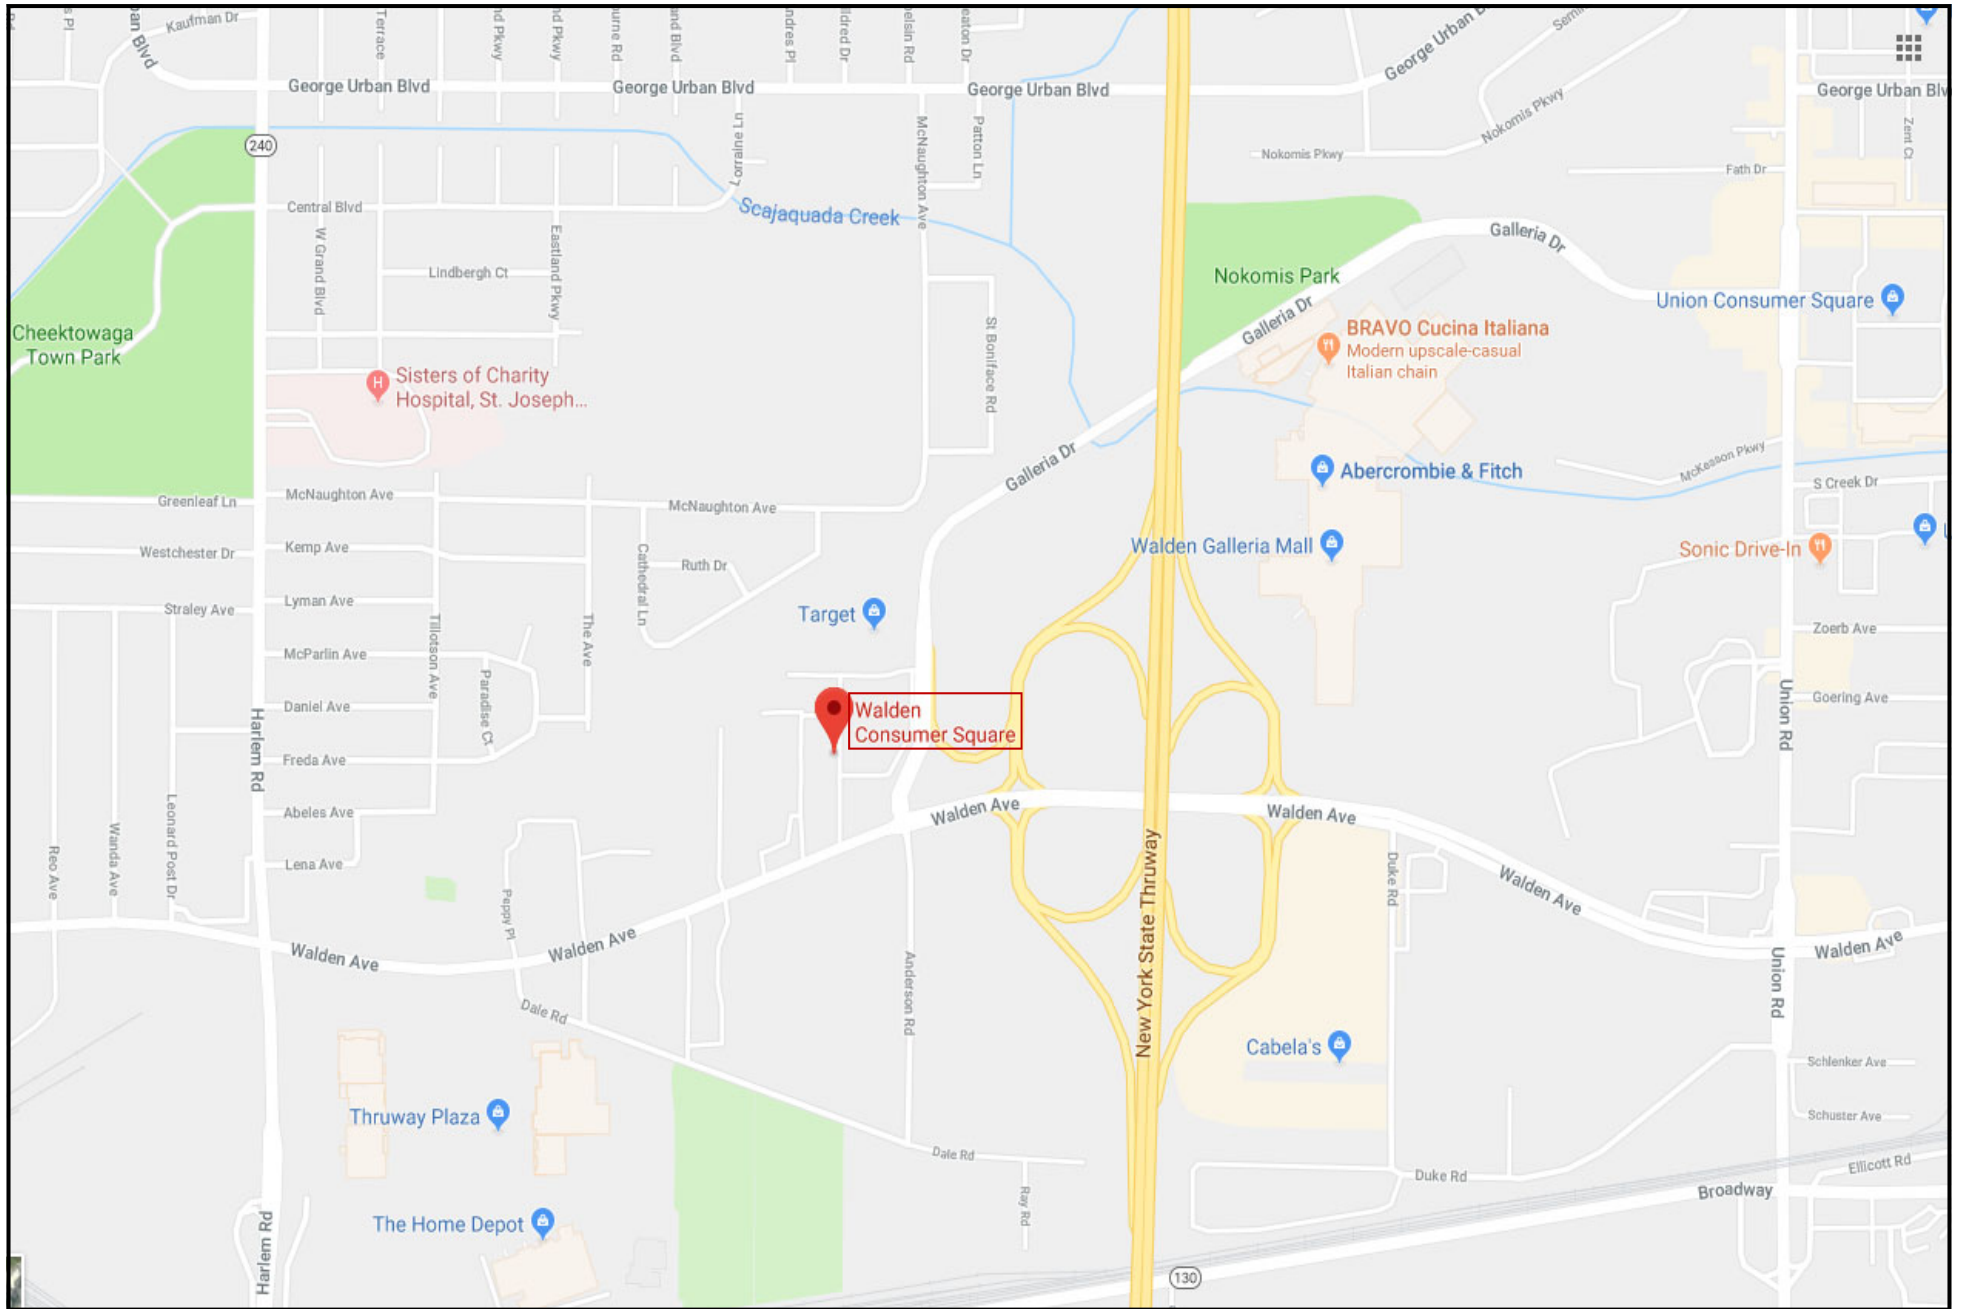 Kaufman Dr
Terrace
George Urban Blvd
George Urban Blvd
George Urban Blvd
George Urban Blvd
George Urban Blv
240
Lorraine Ln
McNaughton Ave
Patton Ln
Nokomis Pkwy
Nokomis Pkwy
Zent Ct
Fath Dr
Central Blvd
Scajaquada Creek
W Grand Blvd
Eastland Pkwy
Lindbergh Ct
Galleria Dr
Nokomis Park
Galleria Dr
Union Consumer Square
Cheektowaga
Town Park
BRAVO Cucina Italiana
Modern upscale-casual
Italian chain
St Boniface Rd
Sisters of Charity
Hospital, St. Joseph...
Galleria Dr
Abercrombie & Fitch
McKesson Pkwy
S Creek Dr
Greenleaf Ln
McNaughton Ave
McNaughton Ave
Westchester Dr
Kemp Ave
Cathedral Ln
Ruth Dr
Walden Galleria Mall
Sonic Drive-In
Straley Ave
Lyman Ave
Tillotson Ave
The Ave
Target
Zoerb Ave
McParlin Ave
Paradise Ct
Daniel Ave
Walden
Consumer Square
Goering Ave
Harlem Rd
Union Rd
Freda Ave
Abeles Ave
Walden Ave
Walden Ave
Reo Ave
Wanda Ave
Leonard Post Dr
Lena Ave
Peppy Pl
New York State Thruway
Duke Rd
Walden Ave
Walden Ave
Walden Ave
Walden Ave
Anderson Rd
Union Rd
Dale Rd
Cabela's
Schlenker Ave
Thruway Plaza
Schuster Ave
Dale Rd
Ray Rd
Duke Rd
Ellicott Rd
Broadway
The Home Depot
Harlem Rd
130